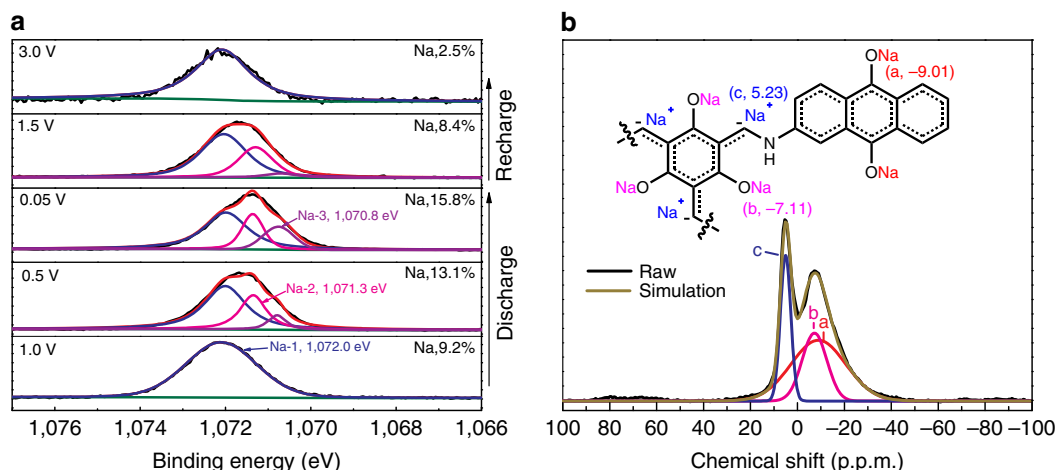 a
3.0 V
Na,2.5%
1.5 V
Na,8.4%
0.05 V
Na,15.8%
Na-3, 1,070.8 eV
0.5 V
Na,13.1%
Na-2, 1,071.3 eV
1.0 V
Na,9.2%
Na-1, 1,072.0 eV
Recharge
Discharge
1,076 1,074 1,072 1,070 1,068 1,066
Binding energy (eV)
b
ONa
(a, –9.01)
(c, 5.23)
Na+
ONa
Na+
–
–
N
H
NaO
ONa
ONa
Na+
–
(b, –7.11)
c
Raw
Simulation
b
a
100 80 60 40 20 0 –20 –40 –60 –80 –100
Chemical shift (p.p.m.)